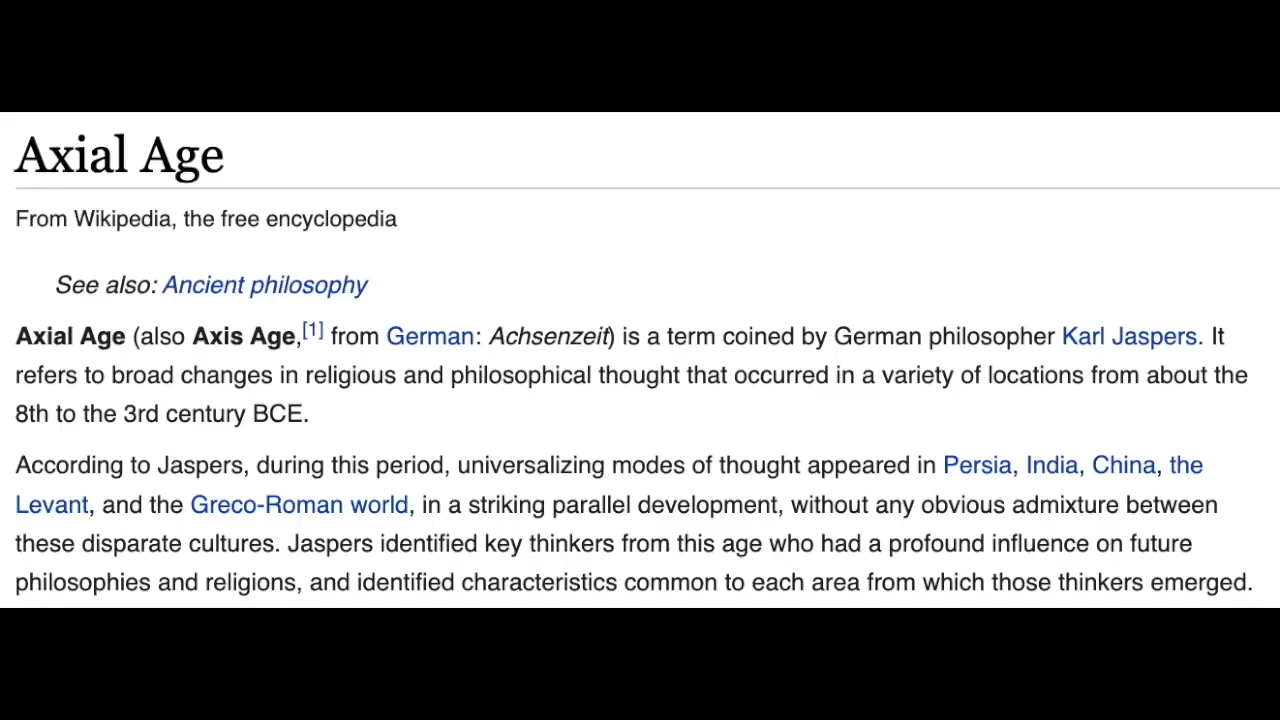 Axial Age
From Wikipedia, the free encyclopedia
See also: Ancient philosophy
Axial Age (also Axis Age,[1] from German: Achsenzeit) is a term coined by German philosopher Karl Jaspers. It
refers to broad changes in religious and philosophical thought that occurred in a variety of locations from about the
8th to the 3rd century BCE.
According to Jaspers, during this period, universalizing modes of thought appeared in Persia, India, China, the
Levant, and the Greco-Roman world, in a striking parallel development, without any obvious admixture between
these disparate cultures. Jaspers identified key thinkers from this age who had a profound influence on future
philosophies and religions, and identified characteristics common to each area from which those thinkers emerged.